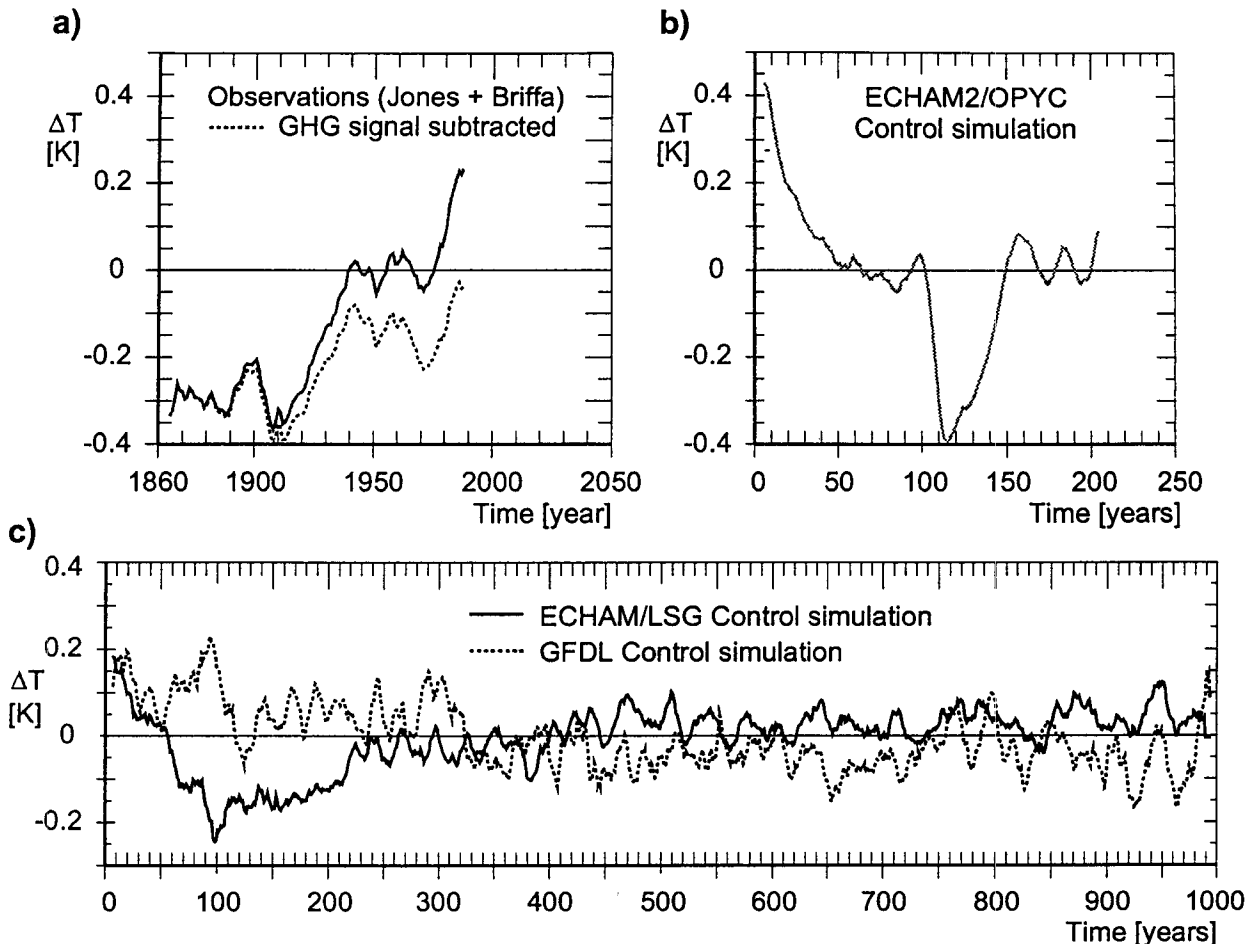 a)
Observations (Jones + Briffa)
GHG signal subtracted
ΔT
[K]
0.4
0.2
0
-0.2
-0.4
1860 1900 1950 2000 2050
Time [year]
b)
ECHAM2/OPYC
Control simulation
ΔT
[K]
0.4
0.2
0
-0.2
-0.4
0 50 100 150 200 250
Time [years]
c)
ECHAM/LSG Control simulation
GFDL Control simulation
0.4
0.2
ΔT
[K]
0
-0.2
0 100 200 300 400 500 600 700 800 900 1000
Time [years]